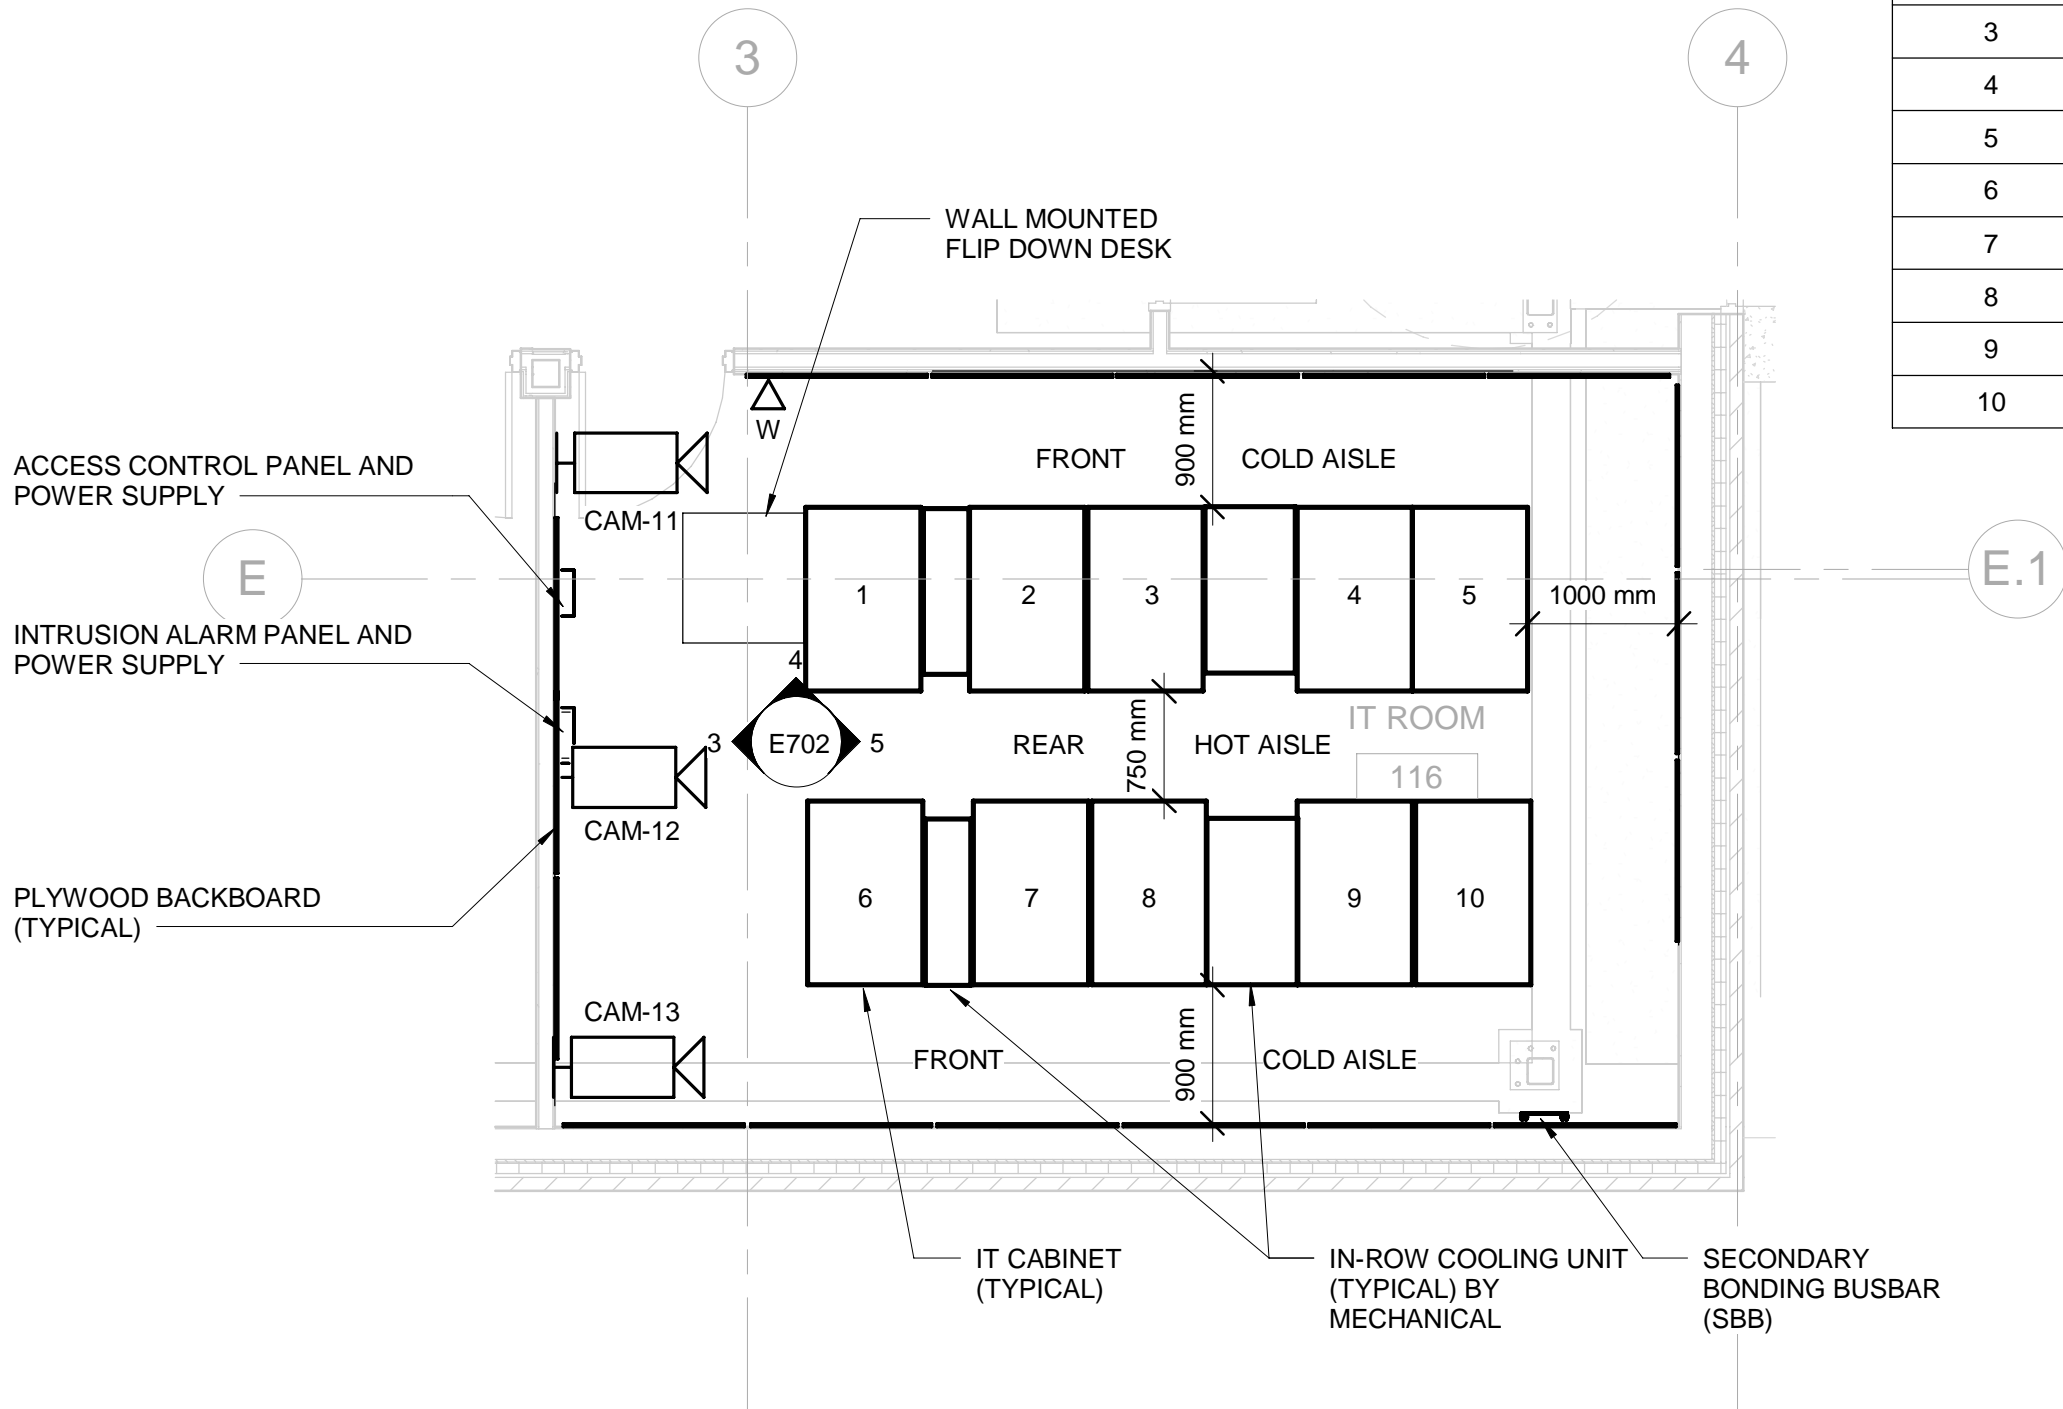 3
4
3
4
5
6
7
8
9
10
WALL MOUNTED
FLIP DOWN DESK
W
900 mm
FRONT
COLD AISLE
ACCESS CONTROL PANEL AND
POWER SUPPLY
CAM-11
E
E.1
1
2
3
4
5
1000 mm
INTRUSION ALARM PANEL AND
POWER SUPPLY
4
3
E702
5
REAR
750 mm
HOT AISLE
IT ROOM
116
CAM-12
PLYWOOD BACKBOARD
(TYPICAL)
6
7
8
9
10
CAM-13
FRONT
900 mm
COLD AISLE
IT CABINET
(TYPICAL)
IN-ROW COOLING UNIT
(TYPICAL) BY
MECHANICAL
SECONDARY
BONDING BUSBAR
(SBB)